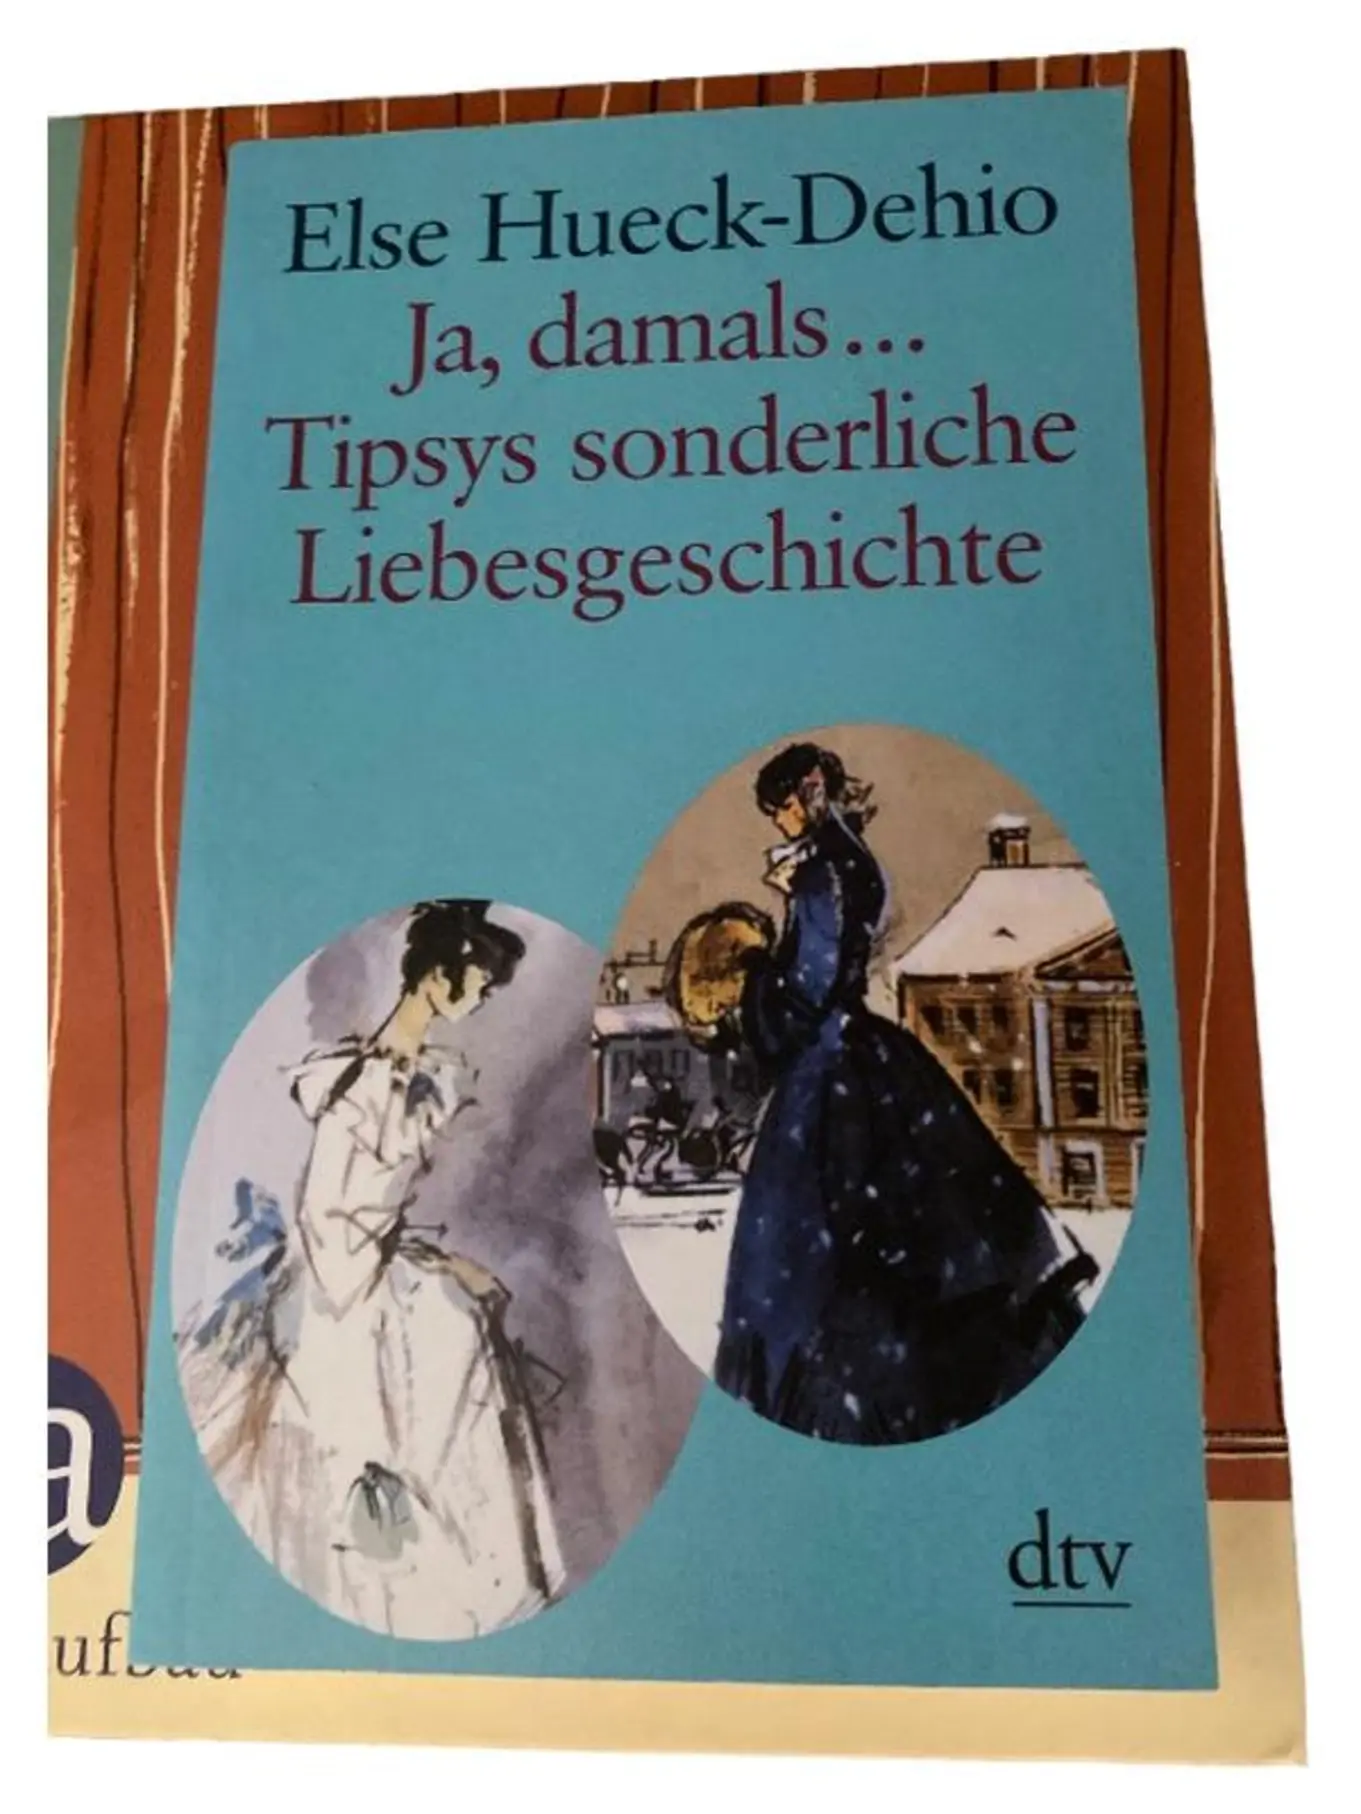 Else Hueck-Dehio
Ja, damals...
Tipsys sonderliche
Liebesgeschichte
dtv
a